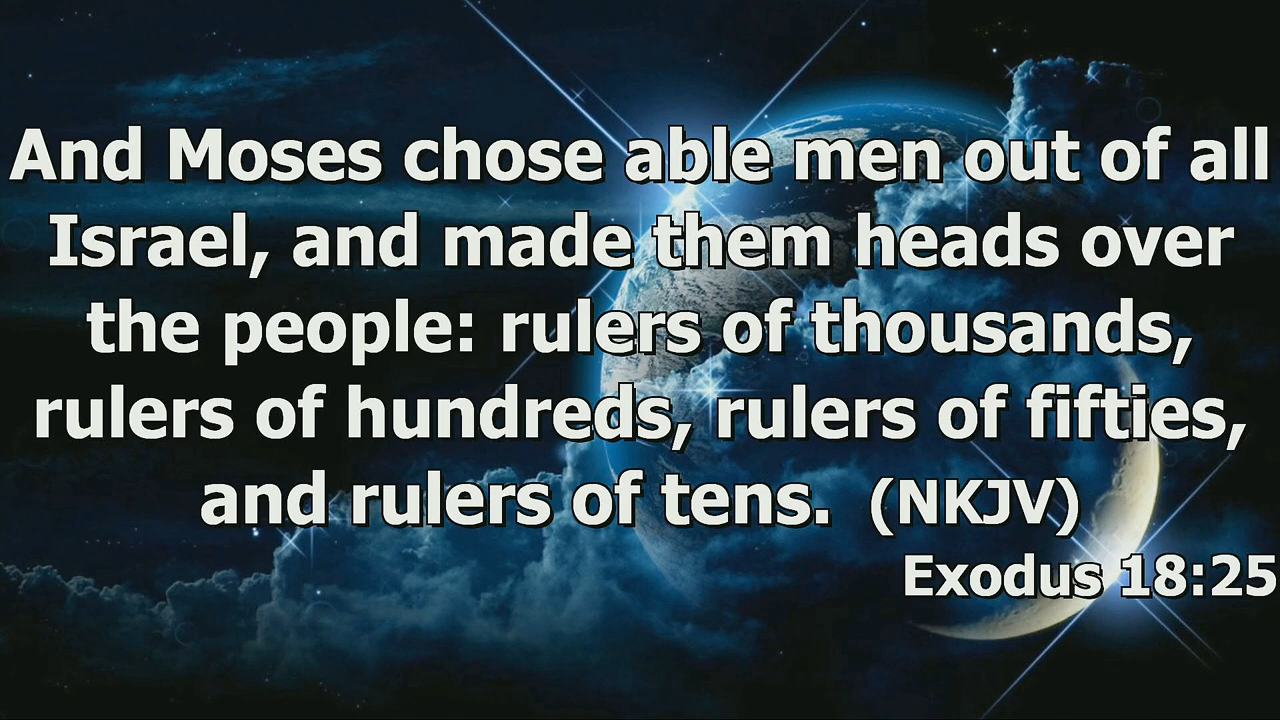 And Moses chose able men out of all
Israel, and made them heads over
the people: rulers of thousands,
rulers of hundreds, rulers of fifties,
and rulers of tens. (NKJV)
Exodus 18:25